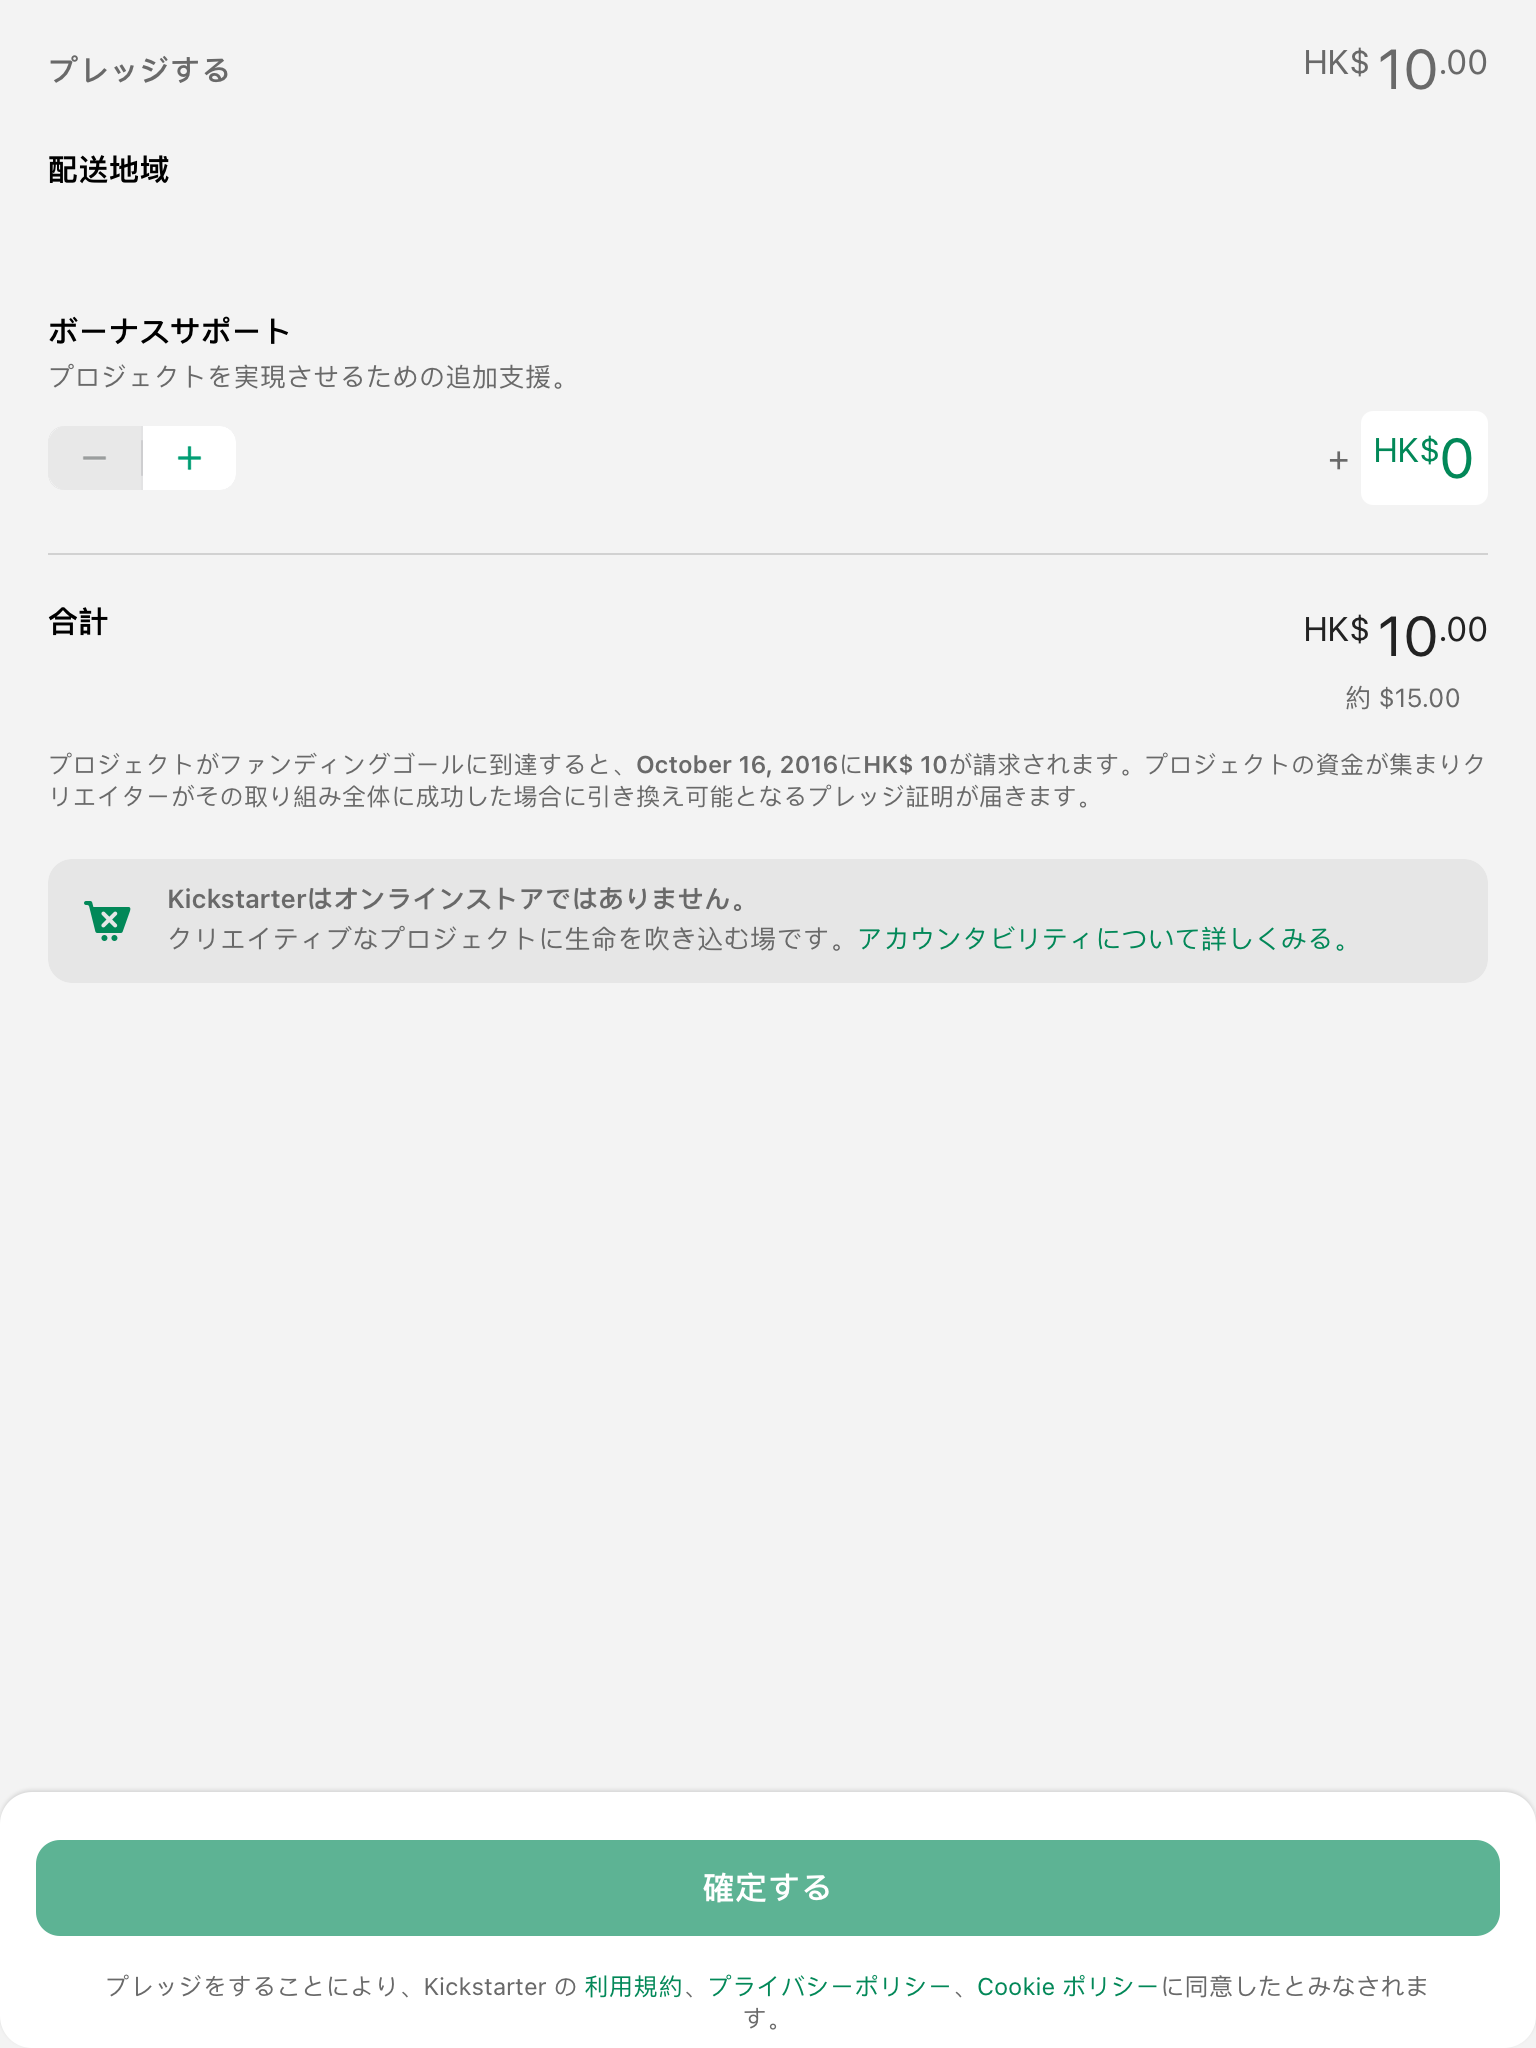 プレッジする
HK$ 10.00
配送地域
ボーナスサポート
プロジェクトを実現させるための追加支援。
− + + HK$0
合計
HK$ 10.00
約 $15.00
プロジェクトがファンディングゴールに到達すると、October 16, 2016にHK$ 10が請求されます。プロジェクトの資金が集まりク
リエイターがその取り組み全体に成功した場合に引き換え可能となるプレッジ証明が届きます。
Kickstarterはオンラインストアではありません。
クリエイティブなプロジェクトに生命を吹き込む場です。アカウンタビリティについて詳しくみる。
確定する
プレッジをすることにより、Kickstarter の 利用規約、プライバシーポリシー、Cookie ポリシーに同意したとみなされま
す。